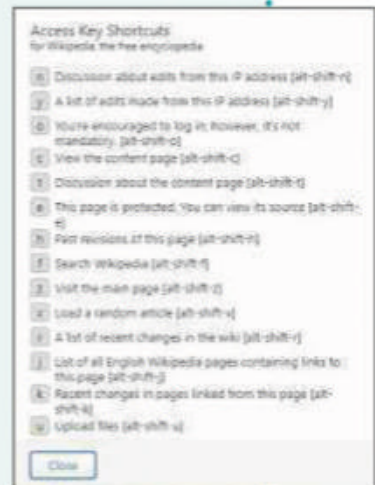 Access Key Shortcuts
for Wikipedia, the free encyclopedia
n Discussion about edits from this IP address [alt-shift-n]
y A list of edits made from this IP address [alt-shift-y]
o You're encouraged to log in; however, it's not
mandatory. [alt-shift-o]
c View the content page [alt-shift-c]
t Discussion about the content page [alt-shift-t]
e This page is protected. You can view its source [alt-shift-
e]
h Past revisions of this page [alt-shift-h]
f Search Wikipedia [alt-shift-f]
z Visit the main page [alt-shift-z]
x Load a random article [alt-shift-x]
r A list of recent changes in the wiki [alt-shift-r]
j List of all English Wikipedia pages containing links to
this page [alt-shift-j]
k Recent changes in pages linked from this page [alt-
shift-k]
u Upload files [alt-shift-u]
Close